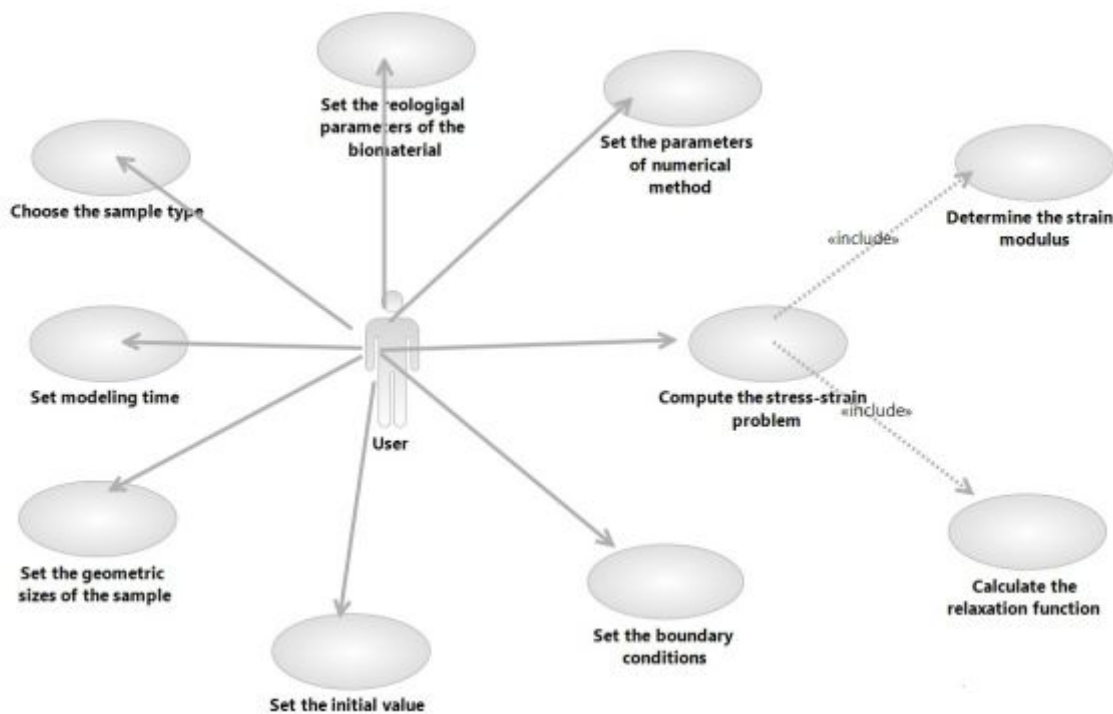 Set the reologigal
parameters of the
biomaterial
Set the parameters
of numerical
method
Choose the sample type
Determine the strain
modulus
«include»
Set modeling time
Compute the stress-strain
problem
«include»
User
Set the geometric
sizes of the sample
Calculate the
relaxation function
Set the boundary
conditions
Set the initial value